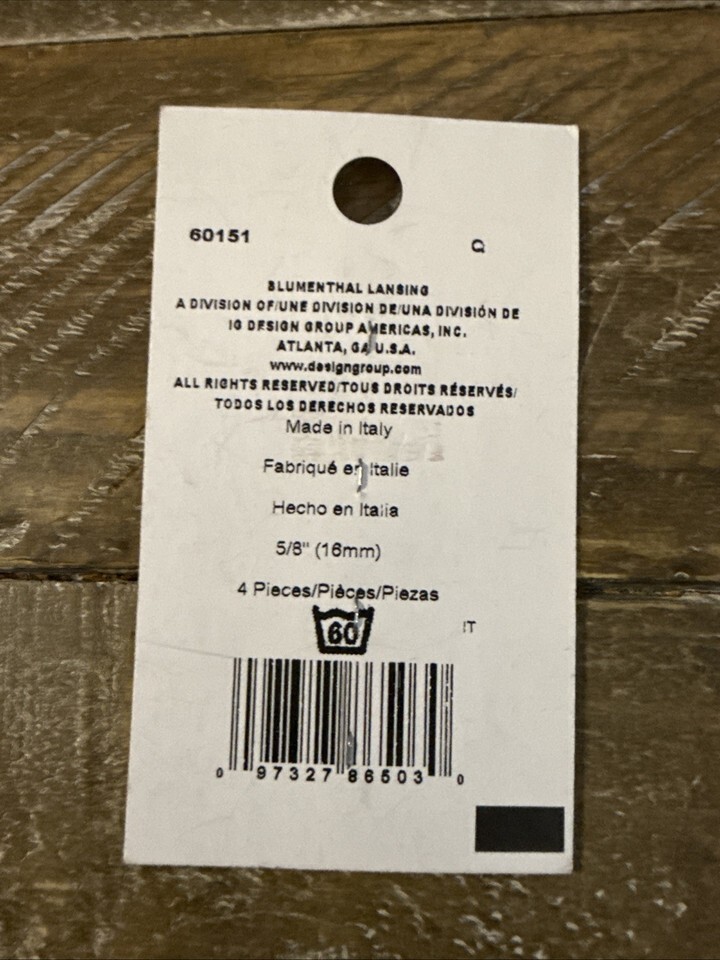 60151
Q
BLUMENTHAL LANSING
A DIVISION OF/UNE DIVISION DE/UNA DIVISIÓN DE
IG DESIGN GROUP AMERICAS, INC.
ATLANTA, GA U.S.A.
www.designgroup.com
ALL RIGHTS RESERVED/TOUS DROITS RÉSERVÉS/
TODOS LOS DERECHOS RESERVADOS
Made in Italy
Fabriqué en Italie
Hecho en Italia
5/8" (16mm)
4 Pieces/Pièces/Piezas
60
IT
0 97327 86503 0